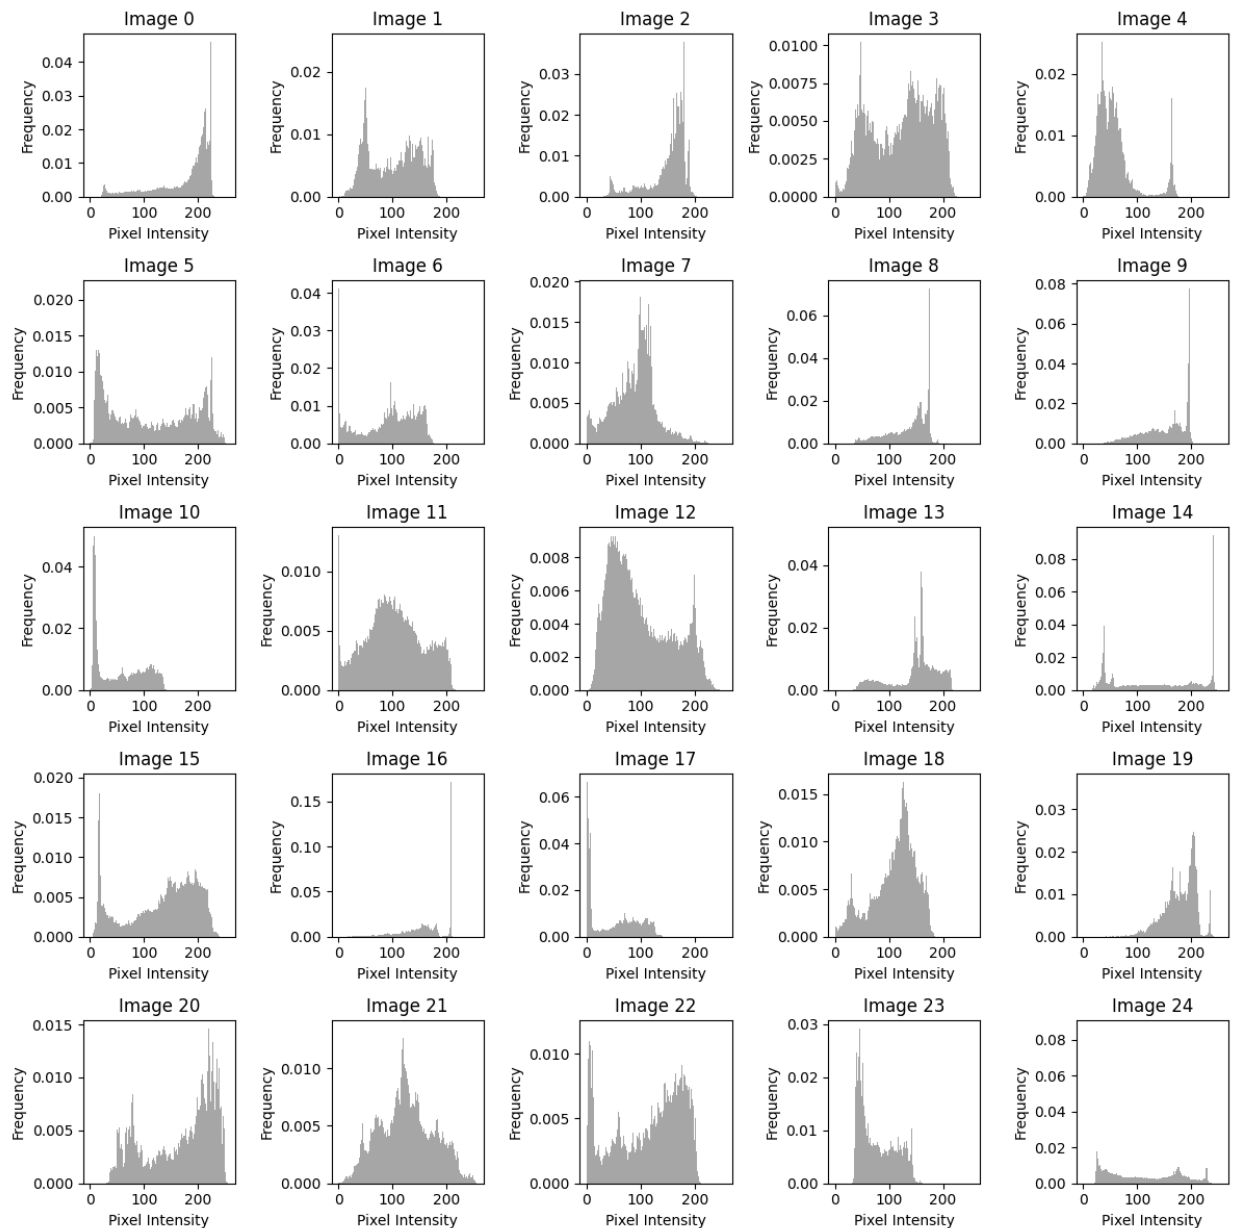 Image 0 Image 1 Image 2 Image 3 Image 4
Frequency 0.04 0.03 0.02 0.01 0.00
Frequency 0.02 0.01 0.00
Frequency 0.03 0.02 0.01 0.00
Frequency 0.0100 0.0075 0.0050 0.0025 0.0000
Frequency 0.02 0.01 0.00
0 100 200 0 100 200 0 100 200 0 100 200 0 100 200
Pixel Intensity Pixel Intensity Pixel Intensity Pixel Intensity Pixel Intensity
Image 5 Image 6 Image 7 Image 8 Image 9
Frequency 0.020 0.015 0.010 0.005 0.000
Frequency 0.04 0.03 0.02 0.01 0.00
Frequency 0.020 0.015 0.010 0.005 0.000
Frequency 0.06 0.04 0.02 0.00
Frequency 0.08 0.06 0.04 0.02 0.00
0 100 200 0 100 200 0 100 200 0 100 200 0 100 200
Pixel Intensity Pixel Intensity Pixel Intensity Pixel Intensity Pixel Intensity
Image 10 Image 11 Image 12 Image 13 Image 14
Frequency 0.04 0.02 0.00
Frequency 0.010 0.005 0.000
Frequency 0.008 0.006 0.004 0.002 0.000
Frequency 0.04 0.02 0.00
Frequency 0.08 0.06 0.04 0.02 0.00
0 100 200 0 100 200 0 100 200 0 100 200 0 100 200
Pixel Intensity Pixel Intensity Pixel Intensity Pixel Intensity Pixel Intensity
Image 15 Image 16 Image 17 Image 18 Image 19
Frequency 0.020 0.015 0.010 0.005 0.000
Frequency 0.15 0.10 0.05 0.00
Frequency 0.06 0.04 0.02 0.00
Frequency 0.015 0.010 0.005 0.000
Frequency 0.03 0.02 0.01 0.00
0 100 200 0 100 200 0 100 200 0 100 200 0 100 200
Pixel Intensity Pixel Intensity Pixel Intensity Pixel Intensity Pixel Intensity
Image 20 Image 21 Image 22 Image 23 Image 24
Frequency 0.015 0.010 0.005 0.000
Frequency 0.010 0.005 0.000
Frequency 0.010 0.005 0.000
Frequency 0.03 0.02 0.01 0.00
Frequency 0.08 0.06 0.04 0.02 0.00
0 100 200 0 100 200 0 100 200 0 100 200 0 100 200
Pixel Intensity Pixel Intensity Pixel Intensity Pixel Intensity Pixel Intensity